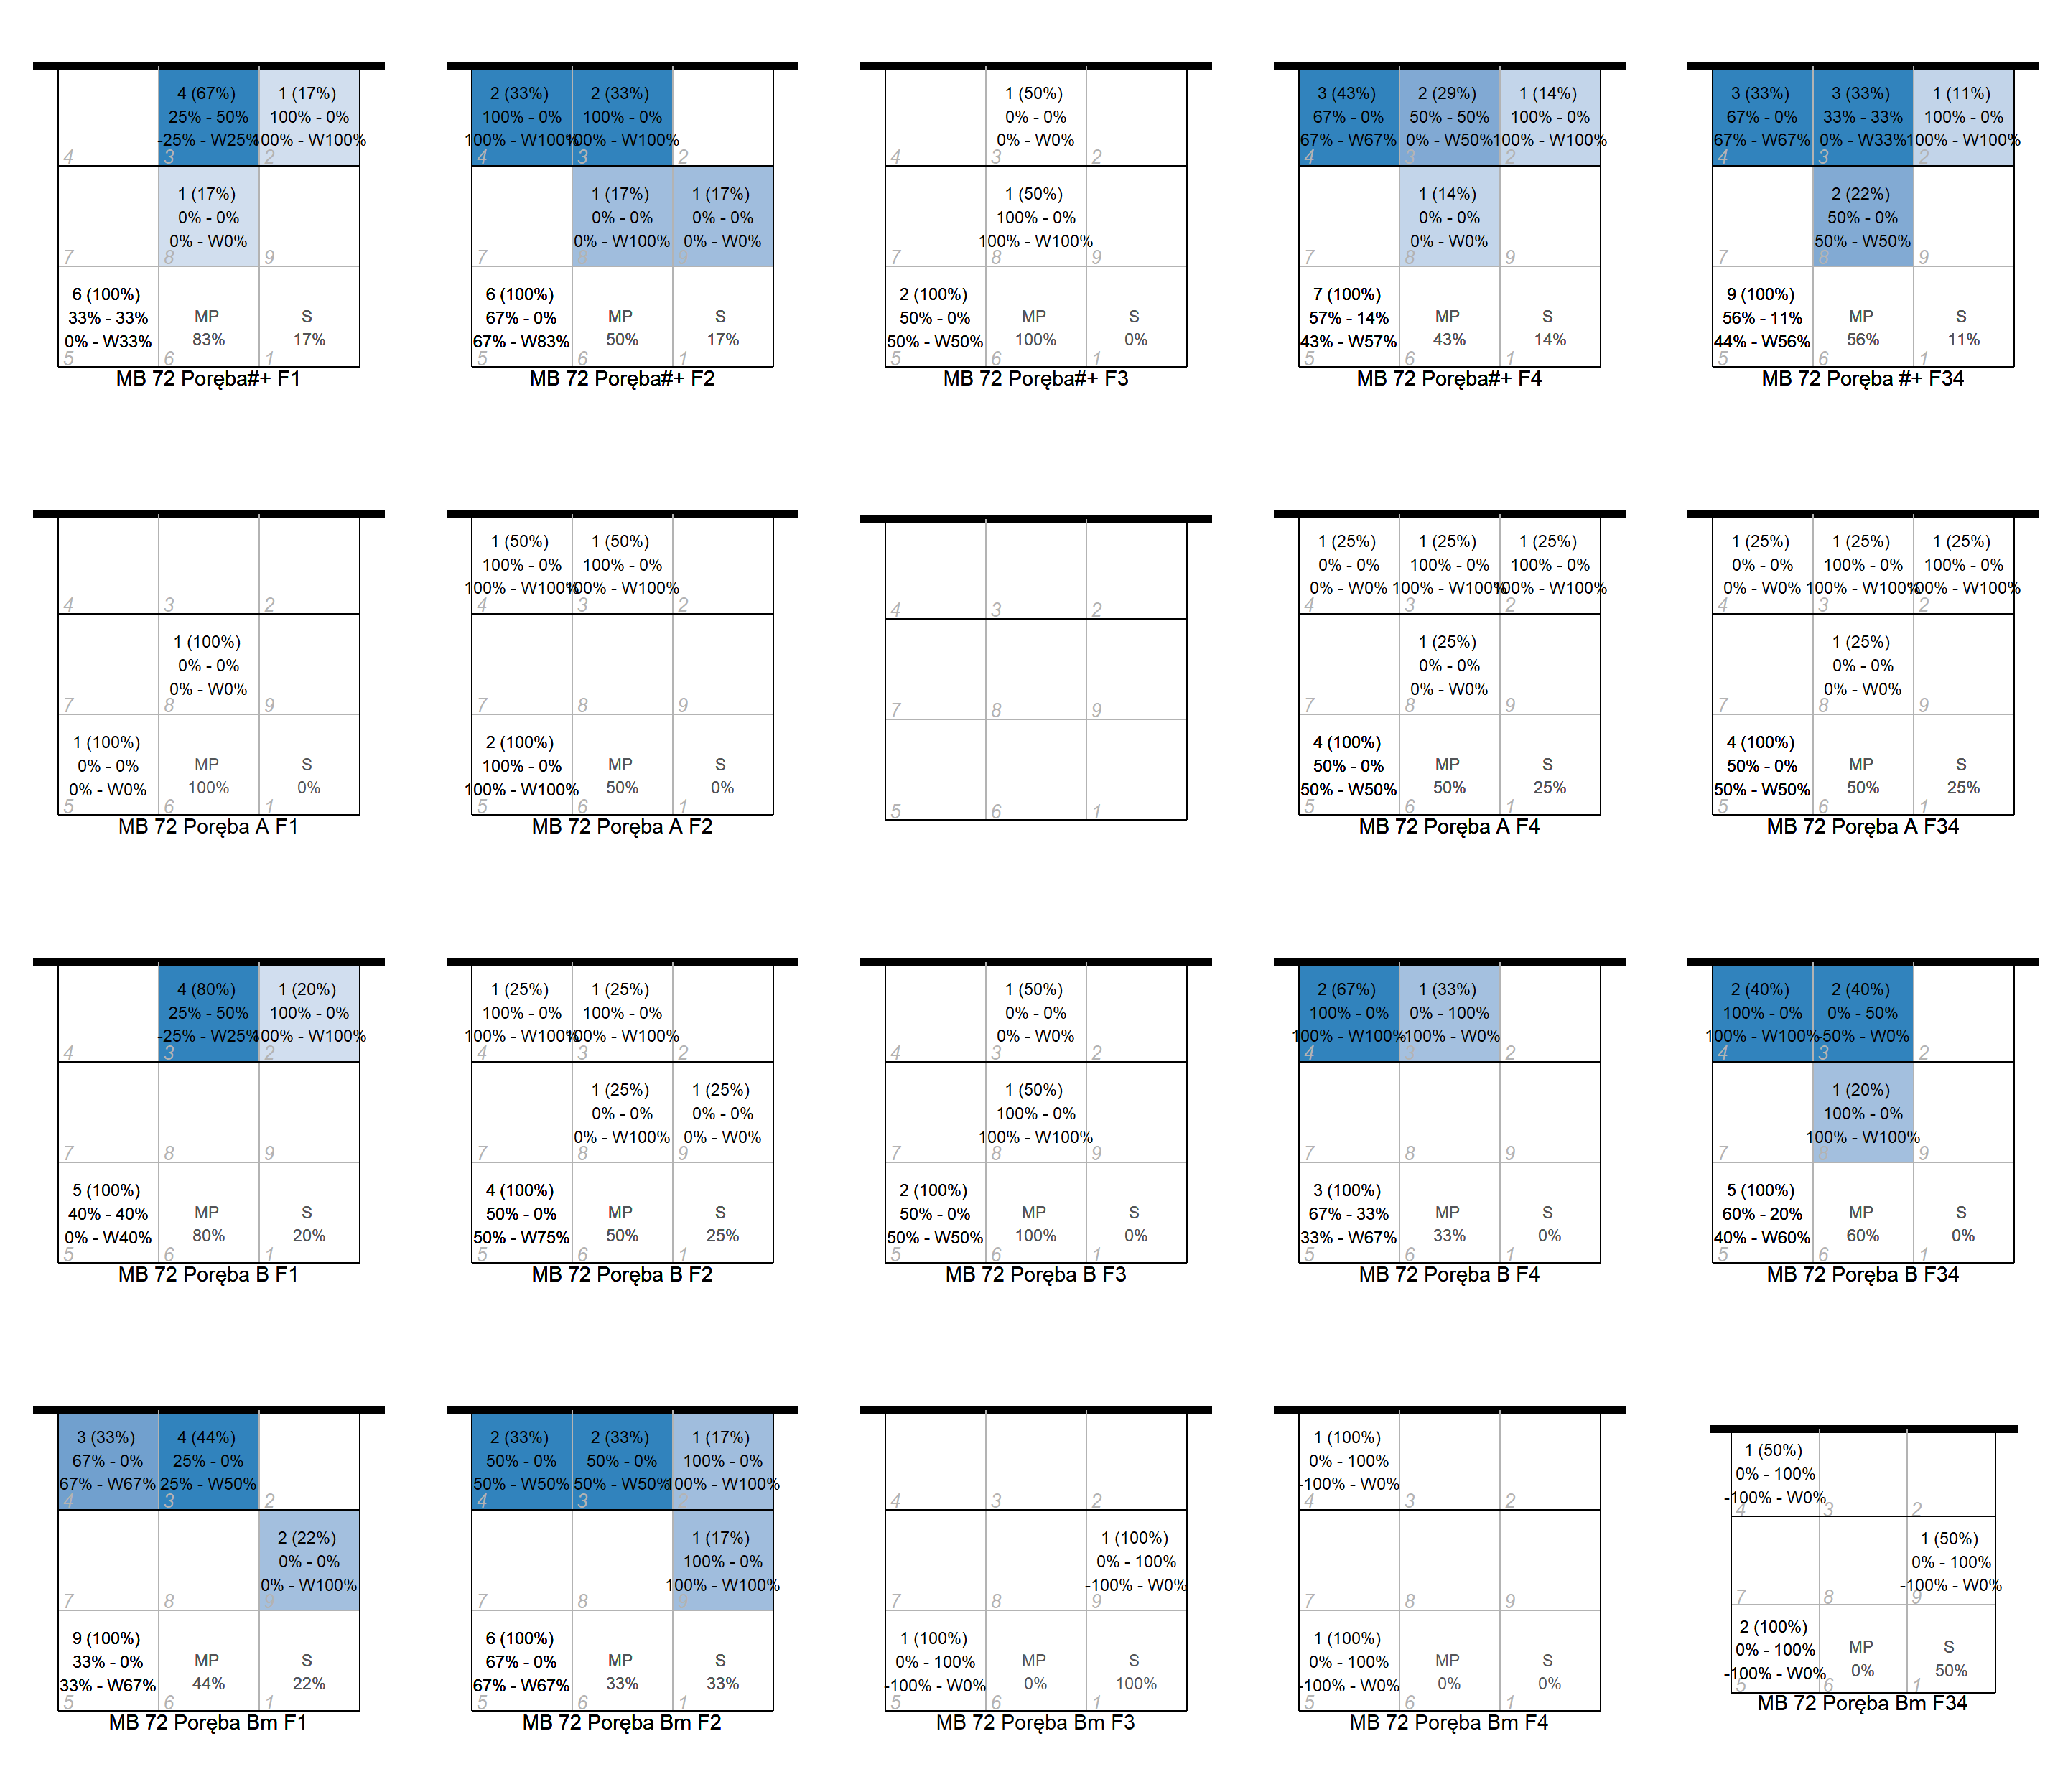 4 (67%) 1 (17%)
25% - 50% 100% - 0%
-25% - W25% 100% - W100%
4 3 2
1 (17%)
0% - 0%
0% - W0%
7 8 9
6 (100%)
33% - 33% MP S
0% - W33% 83% 17%
5 6 1
MB 72 Poręba#+ F1
2 (33%) 2 (33%)
100% - 0% 100% - 0%
100% - W100% 100% - W100%
4 3 2
1 (17%) 1 (17%)
0% - 0% 0% - 0%
0% - W100% 0% - W0%
7 8 9
6 (100%)
67% - 0% MP S
67% - W83% 50% 17%
5 6 1
MB 72 Poręba#+ F2
1 (50%)
0% - 0%
0% - W0%
4 3 2
1 (50%)
100% - 0%
100% - W100%
7 8 9
2 (100%)
50% - 0% MP S
50% - W50% 100% 0%
5 6 1
MB 72 Poręba#+ F3
3 (43%) 2 (29%) 1 (14%)
67% - 0% 50% - 50% 100% - 0%
67% - W67% 0% - W50% 100% - W100%
4 3 2
1 (14%)
0% - 0%
0% - W0%
7 8 9
7 (100%)
57% - 14% MP S
43% - W57% 43% 14%
5 6 1
MB 72 Poręba#+ F4
3 (33%) 3 (33%) 1 (11%)
67% - 0% 33% - 33% 100% - 0%
67% - W67% 0% - W33% 100% - W100%
4 3 2
2 (22%)
50% - 0%
50% - W50%
7 8 9
9 (100%)
56% - 11% MP S
44% - W56% 56% 11%
5 6 1
MB 72 Poręba #+ F34
4 3 2
1 (100%)
0% - 0%
0% - W0%
7 8 9
1 (100%)
0% - 0% MP S
0% - W0% 100% 0%
5 6 1
MB 72 Poręba A F1
1 (50%) 1 (50%)
100% - 0% 100% - 0%
100% - W100% 100% - W100%
4 3 2
7 8 9
2 (100%)
100% - 0% MP S
100% - W100% 50% 0%
5 6 1
MB 72 Poręba A F2
4 3 2
7 8 9
5 6 1
1 (25%) 1 (25%) 1 (25%)
0% - 0% 100% - 0% 100% - 0%
0% - W0% 100% - W100% 100% - W100%
4 3 2
1 (25%)
0% - 0%
0% - W0%
7 8 9
4 (100%)
50% - 0% MP S
50% - W50% 50% 25%
5 6 1
MB 72 Poręba A F4
1 (25%) 1 (25%) 1 (25%)
0% - 0% 100% - 0% 100% - 0%
0% - W0% 100% - W100% 100% - W100%
4 3 2
1 (25%)
0% - 0%
0% - W0%
7 8 9
4 (100%)
50% - 0% MP S
50% - W50% 50% 25%
5 6 1
MB 72 Poręba A F34
4 (80%) 1 (20%)
25% - 50% 100% - 0%
-25% - W25% 100% - W100%
4 3 2
7 8 9
5 (100%)
40% - 40% MP S
0% - W40% 80% 20%
5 6 1
MB 72 Poręba B F1
1 (25%) 1 (25%)
100% - 0% 100% - 0%
100% - W100% 100% - W100%
4 3 2
1 (25%) 1 (25%)
0% - 0% 0% - 0%
0% - W100% 0% - W0%
7 8 9
4 (100%)
50% - 0% MP S
50% - W75% 50% 25%
5 6 1
MB 72 Poręba B F2
1 (50%)
0% - 0%
0% - W0%
4 3 2
1 (50%)
100% - 0%
100% - W100%
7 8 9
2 (100%)
50% - 0% MP S
50% - W50% 100% 0%
5 6 1
MB 72 Poręba B F3
2 (67%) 1 (33%)
100% - 0% 0% - 100%
100% - W100% -100% - W0%
4 3 2
7 8 9
3 (100%)
67% - 33% MP S
33% - W67% 33% 0%
5 6 1
MB 72 Poręba B F4
2 (40%) 2 (40%)
100% - 0% 0% - 50%
100% - W100% -50% - W0%
4 3 2
1 (20%)
100% - 0%
100% - W100%
7 8 9
5 (100%)
60% - 20% MP S
40% - W60% 60% 0%
5 6 1
MB 72 Poręba B F34
3 (33%) 4 (44%)
67% - 0% 25% - 0%
67% - W67% 25% - W50%
4 3 2
2 (22%)
0% - 0%
0% - W100%
7 8 9
9 (100%)
33% - 0% MP S
33% - W67% 44% 22%
5 6 1
MB 72 Poręba Bm F1
2 (33%) 2 (33%) 1 (17%)
50% - 0% 50% - 0% 100% - 0%
50% - W50% 50% - W50% 100% - W100%
4 3 2
1 (17%)
100% - 0%
100% - W100%
7 8 9
6 (100%)
67% - 0% MP S
67% - W67% 33% 33%
5 6 1
MB 72 Poręba Bm F2
4 3 2
1 (100%)
0% - 100%
-100% - W0%
7 8 9
1 (100%)
0% - 100% MP S
-100% - W0% 0% 100%
5 6 1
MB 72 Poręba Bm F3
1 (100%)
0% - 100%
-100% - W0%
4 3 2
7 8 9
1 (100%)
0% - 100% MP S
-100% - W0% 0% 0%
5 6 1
MB 72 Poręba Bm F4
1 (50%)
0% - 100%
-100% - W0%
4 3 2
1 (50%)
0% - 100%
-100% - W0%
7 8 9
2 (100%)
0% - 100% MP S
-100% - W0% 0% 50%
5 6 1
MB 72 Poręba Bm F34